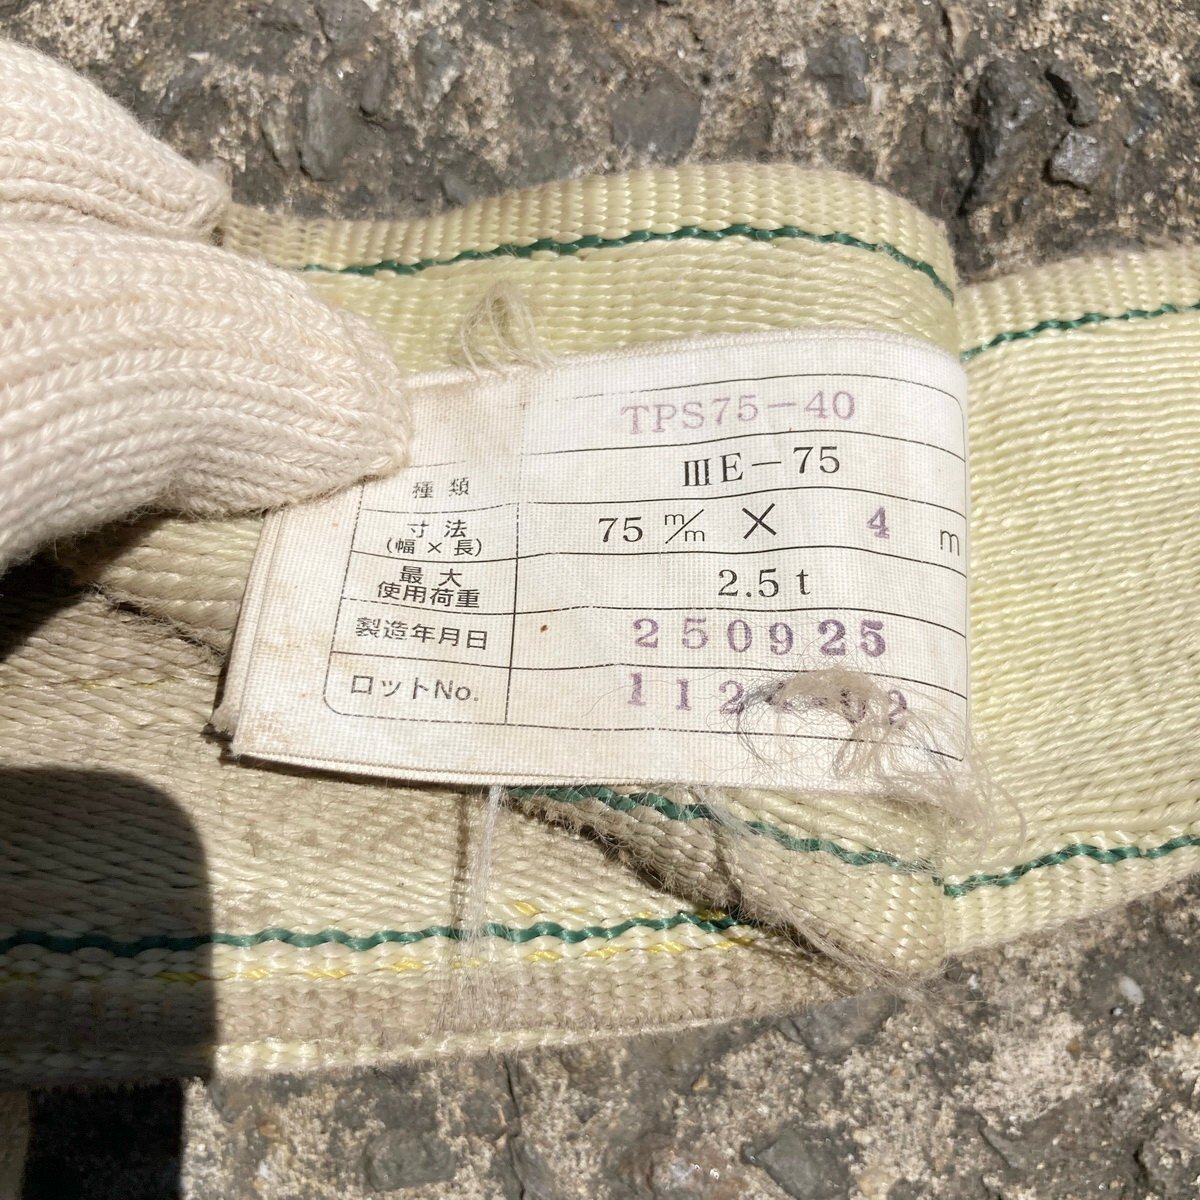 TPS75-40
種類 ⅢE-75
寸法 75 m/m × 4 m
(幅×長)
最大 2.5t
使用荷重
製造年月日 250925
ロットNo.